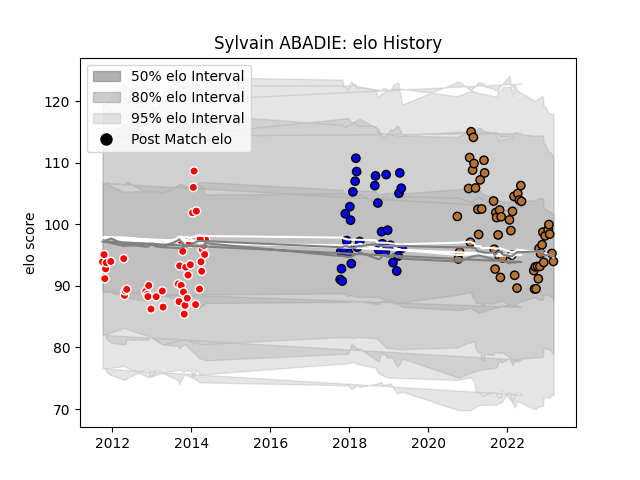 Sylvain ABADIE: elo History
50% elo Interval
80% elo Interval
95% elo Interval
Post Match elo
elo score
120
110
100
90
80
70
2012
2014
2016
2018
2020
2022